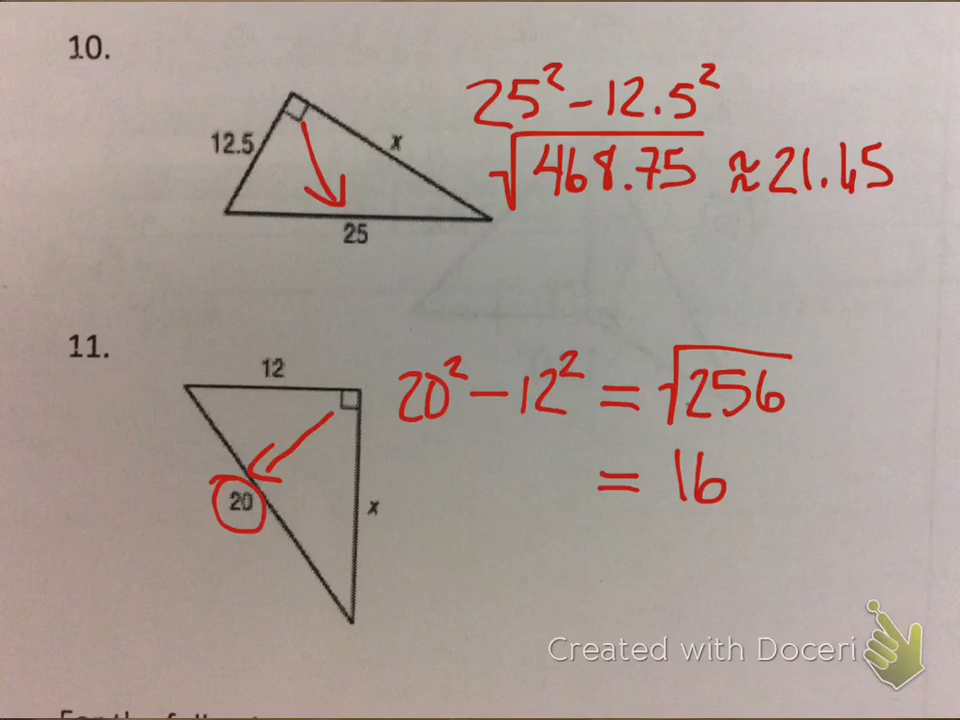 10.
25² - 12.5²
12.5
x
√468.75 ≈ 21.65
25
11.
12
20² - 12² = √256
= 16
20
x
Created with Doceri